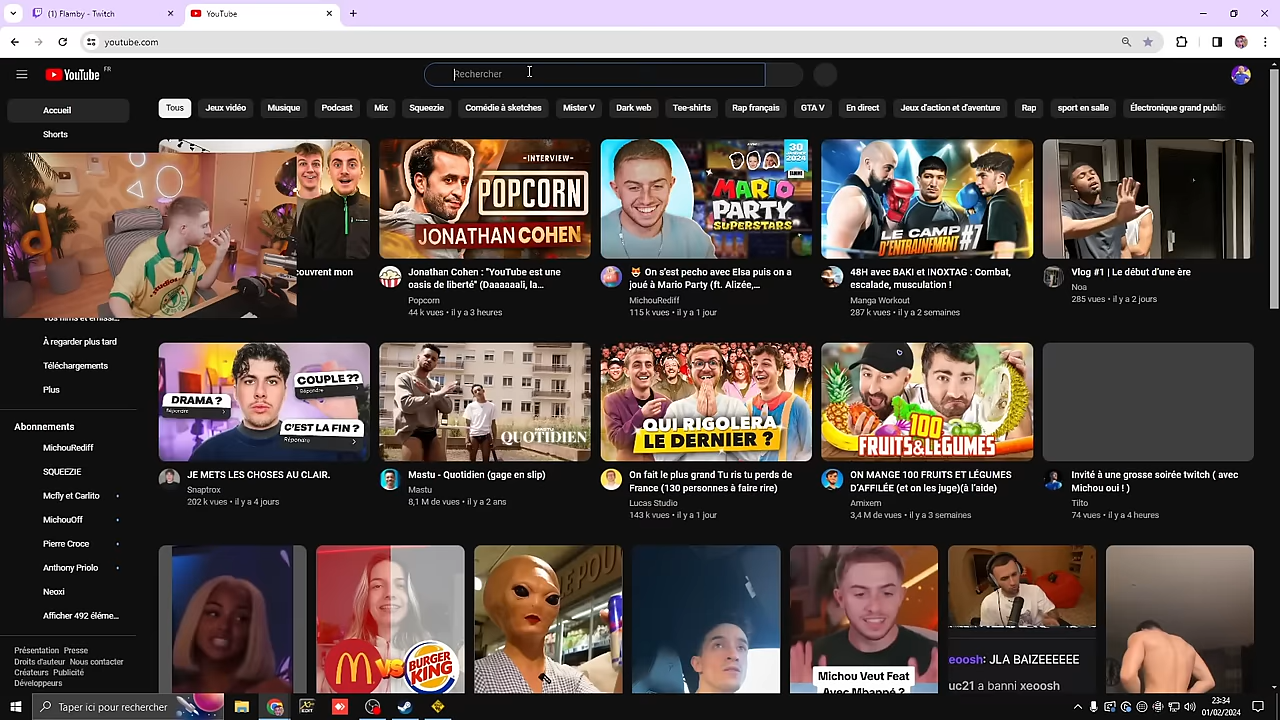 (1) Flamby - Twitch
YouTube
youtube.com
YouTube FR
Rechercher
Accueil
Shorts
Tous
Jeux vidéo
Musique
Podcast
Mix
Squeezie
Comédie à sketches
Mister V
Dark web
Tee-shirts
Rap français
GTA V
En direct
Jeux d'action et d'aventure
Rap
sport en salle
Électronique grand public
-INTERVIEW-
POPCORN
JONATHAN COHEN
30
2024
MARIO
PARTY
SUPERSTARS
LE CAMP
D'ENTRAINEMENT #7
couvrent mon
Jonathan Cohen : "YouTube est une
oasis de liberté" (Daaaaaali, la...
Popcorn
44 k vues • il y a 3 heures
🦊 On s'est pecho avec Elsa puis on a
joué à Mario Party (ft. Alizée,...
MichouRediff
115 k vues • il y a 1 jour
48H avec BAKI et INOXTAG : Combat,
escalade, musculation !
Manga Workout
287 k vues • il y a 2 semaines
Vlog #1 | Le début d'une ère
Noa
285 vues • il y a 2 jours
Vos films et émissi...
À regarder plus tard
Téléchargements
Plus
Abonnements
MichouRediff
SQUEEZIE
Mcfly et Carlito
MichouOff
Pierre Croce
Anthony Priolo
Neoxi
Afficher 492 éléme...
Présentation Presse
Droits d'auteur Nous contacter
Créateurs Publicité
Développeurs
DRAMA ?
Répondre
COUPLE ??
Répondre
C'EST LA FIN ?
Répondre
QUOTIDIEN
QUI RIGOLERA
LE DERNIER ?
100
FRUITS & LÉGUMES
JE METS LES CHOSES AU CLAIR.
Snaptrox
202 k vues • il y a 4 jours
Mastu - Quotidien (gage en slip)
Mastu
8,1 M de vues • il y a 2 ans
On fait le plus grand Tu ris tu perds de
France (130 personnes à faire rire)
Lucas Studio
143 k vues • il y a 1 jour
ON MANGE 100 FRUITS ET LÉGUMES
D'AFFILÉE (et on les juge)(à l'aide)
Amixem
3,4 M de vues • il y a 3 semaines
Invité à une grosse soirée twitch ( avec
Michou oui ! )
Tilto
74 vues • il y a 4 heures
VS
BURGER
KING
Michou Veut Feat
Avec Mbappé ?
eeosh: JLA BAIZEEEEEE
uc21 a banni xeoosh
Taper ici pour rechercher
23:34
01/02/2024